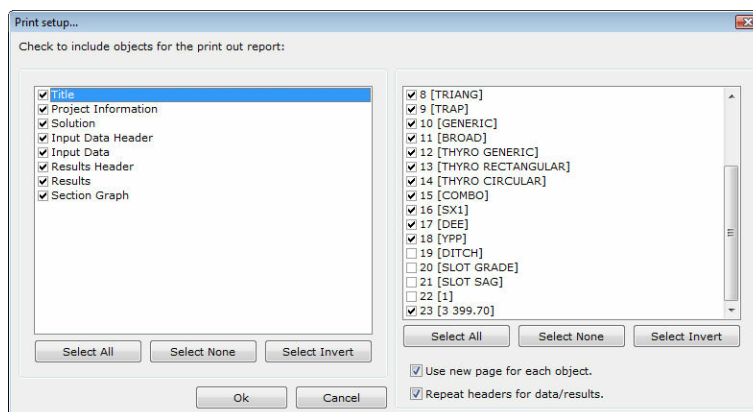 Print setup...
Check to include objects for the print out report:
Title
Project Information
Solution
Input Data Header
Input Data
Results Header
Results
Section Graph
Select All Select None Select Invert
8 [TRIANG]
9 [TRAP]
10 [GENERIC]
11 [BROAD]
12 [THYRO GENERIC]
13 [THYRO RECTANGULAR]
14 [THYRO CIRCULAR]
15 [COMBO]
16 [SX1]
17 [DEE]
18 [YPP]
19 [DITCH]
20 [SLOT GRADE]
21 [SLOT SAG]
22 [1]
23 [3 399.70]
Select All Select None Select Invert
Use new page for each object.
Repeat headers for data/results.
Ok Cancel